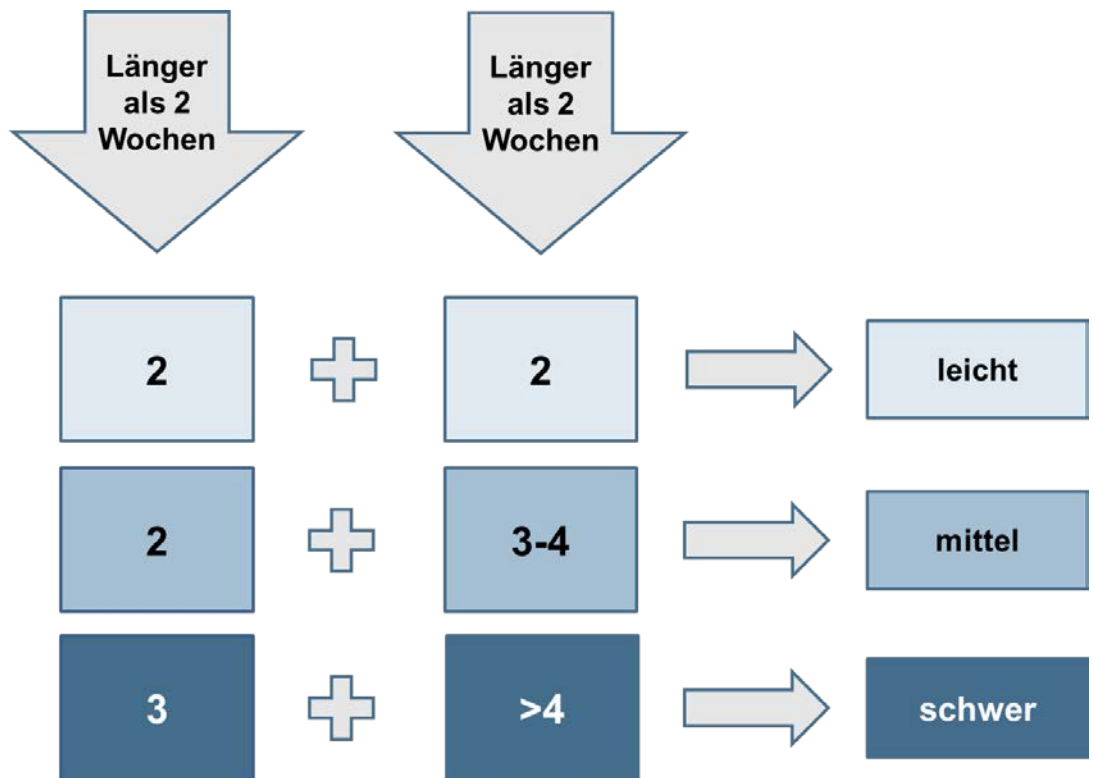 Länger
als 2
Wochen
Länger
als 2
Wochen
2
2
leicht
2
3-4
mittel
3
>4
schwer